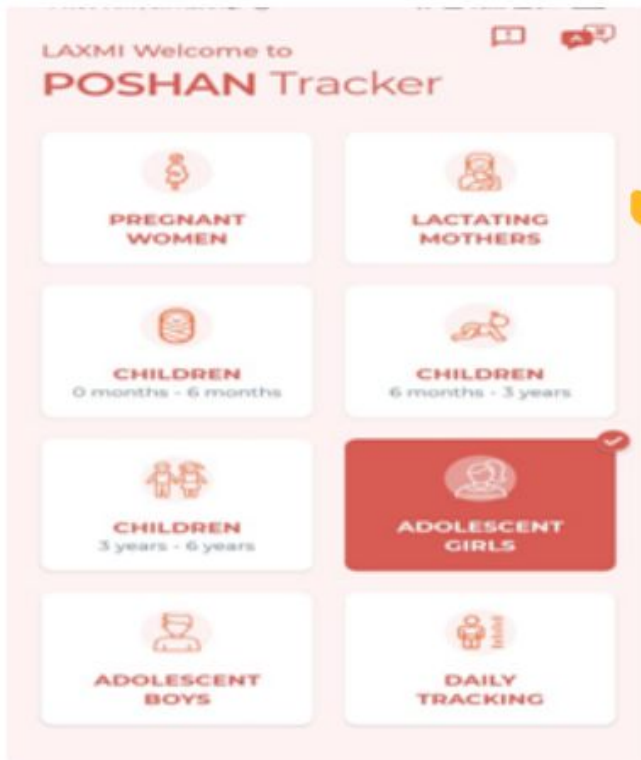 LAXMI Welcome to
POSHAN Tracker
PREGNANT
WOMEN
LACTATING
MOTHERS
CHILDREN
0 months - 6 months
CHILDREN
6 months - 3 years
CHILDREN
3 years - 6 years
ADOLESCENT
GIRLS
ADOLESCENT
BOYS
DAILY
TRACKING